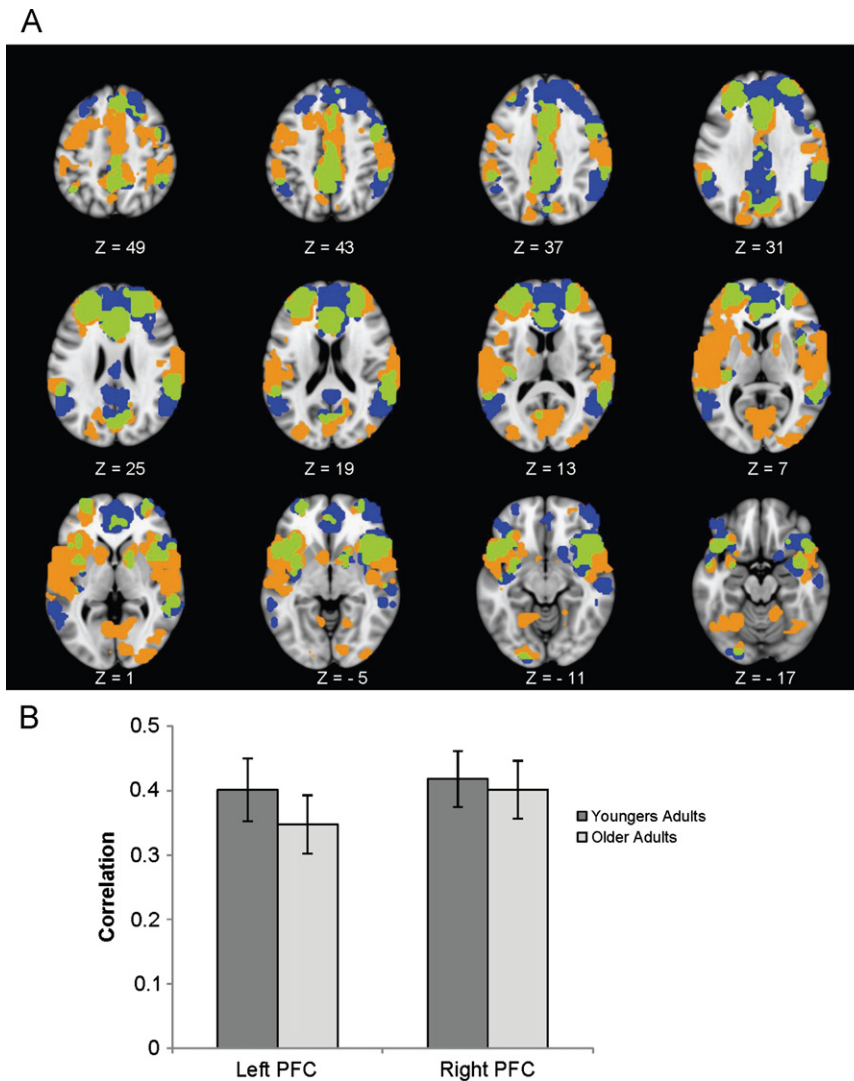 A
Z = 49
Z = 43
Z = 37
Z = 31
Z = 25
Z = 19
Z = 13
Z = 7
Z = 1
Z = - 5
Z = - 11
Z = - 17
B
0.5
0.4
0.3
0.2
0.1
0
Correlation
Left PFC
Right PFC
Youngers Adults
Older Adults